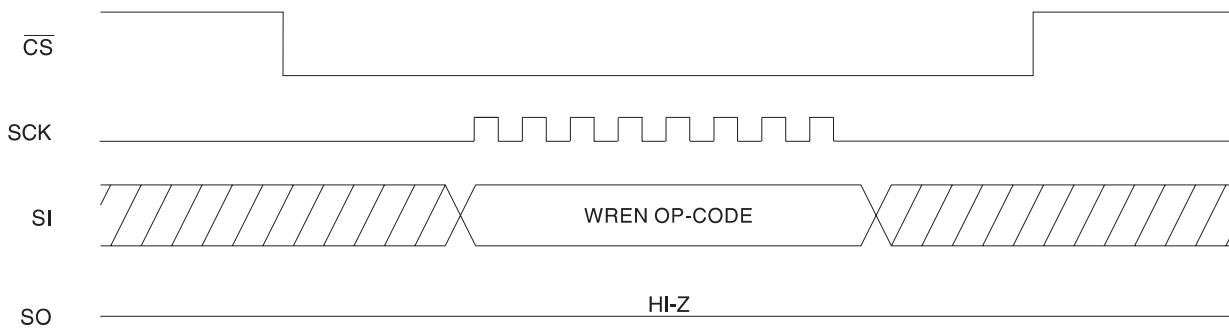 CS
SCK
SI
WREN OP-CODE
HI-Z
SO